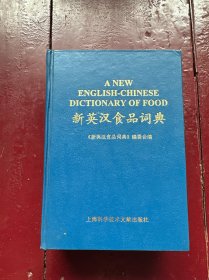 A NEW
ENGLISH-CHINESE
DICTIONARY OF FOOD
新英汉食品词典
《新英汉食品词典》编委会编
上海科学技术文献出版社